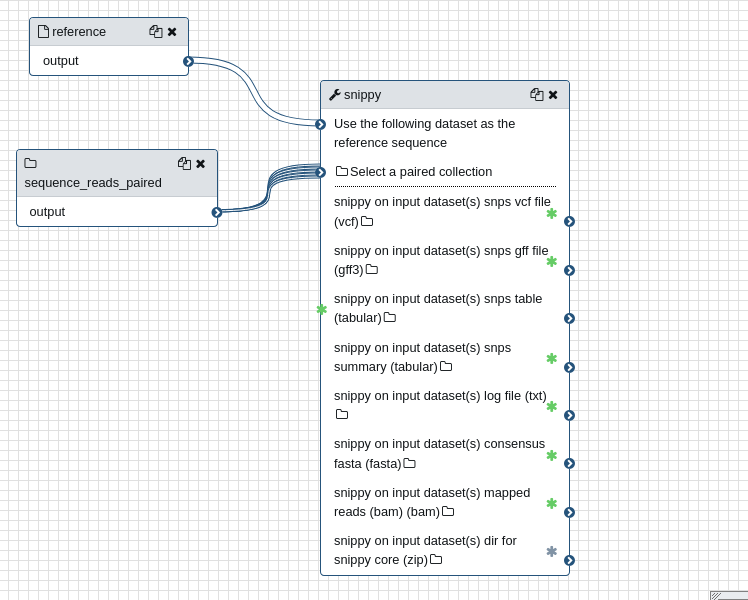 reference
output
sequence_reads_paired
output
snippy
Use the following dataset as the
reference sequence
Select a paired collection
snippy on input dataset(s) snps vcf file
(vcf)
snippy on input dataset(s) snps gff file
(gff3)
snippy on input dataset(s) snps table
(tabular)
snippy on input dataset(s) snps
summary (tabular)
snippy on input dataset(s) log file (txt)
snippy on input dataset(s) consensus
fasta (fasta)
snippy on input dataset(s) mapped
reads (bam) (bam)
snippy on input dataset(s) dir for
snippy core (zip)